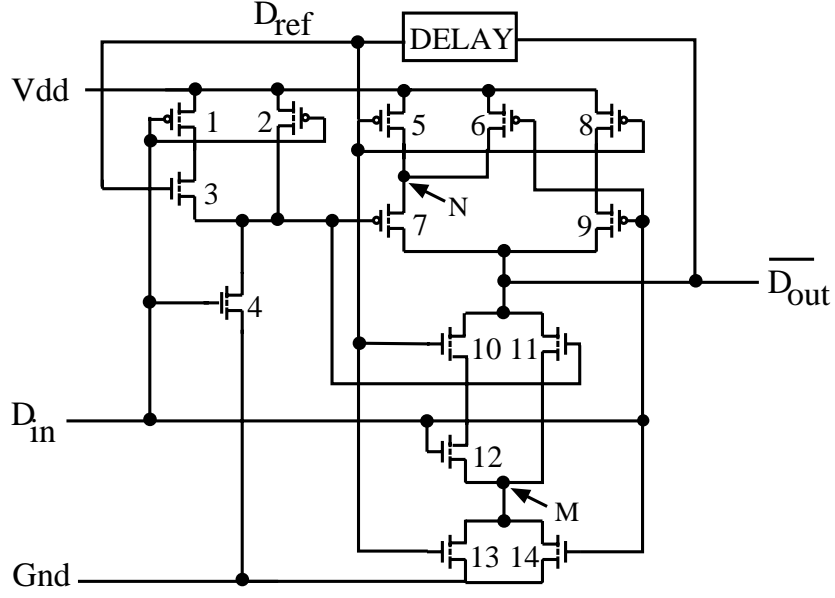 D_ref
DELAY
Vdd
1 2 5 6 8
3
N
7 9
4
D_out
10 11
D_in
12
M
13 14
Gnd